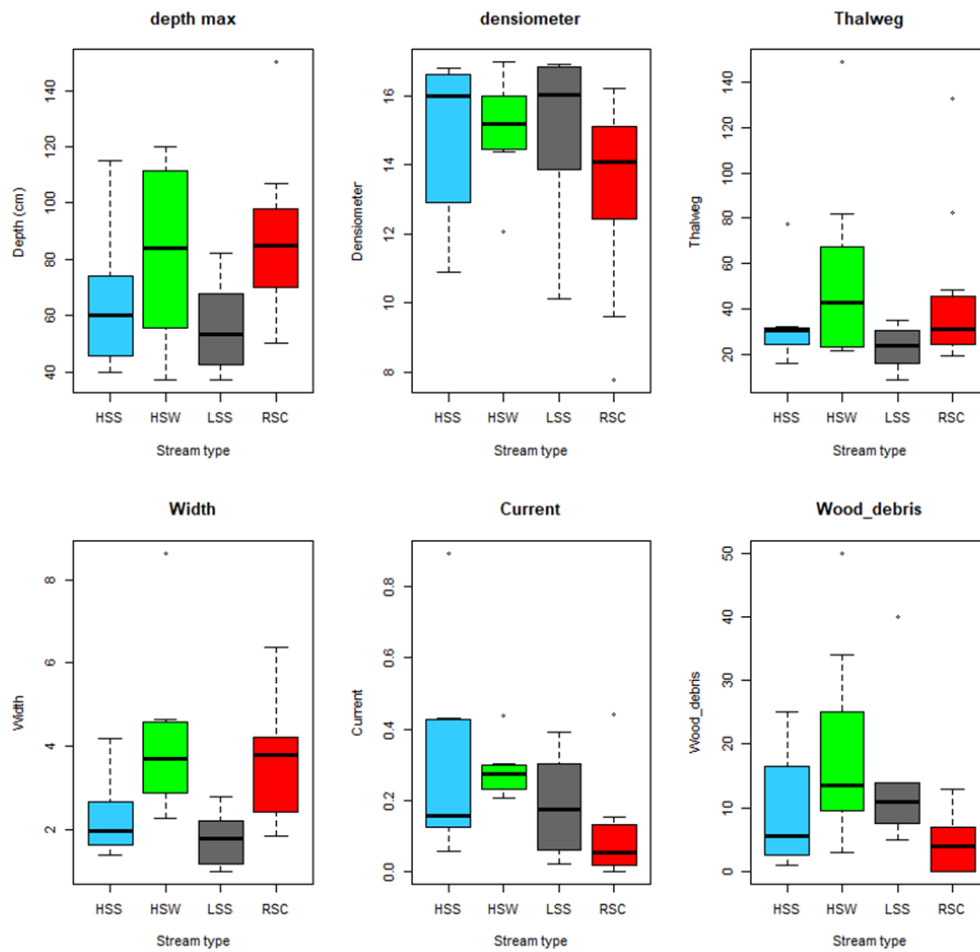 depth max
Depth (cm)
140
120
100
80
60
40
HSS HSW LSS RSC
Stream type
densiometer
Densiometer
16
14
12
10
8
HSS HSW LSS RSC
Stream type
Thalweg
Thalweg
140
120
100
80
60
40
20
HSS HSW LSS RSC
Stream type
Width
Width
8
6
4
2
HSS HSW LSS RSC
Stream type
Current
Current
0.8
0.6
0.4
0.2
0.0
HSS HSW LSS RSC
Stream type
Wood_debris
Wood_debris
50
40
30
20
10
0
HSS HSW LSS RSC
Stream type